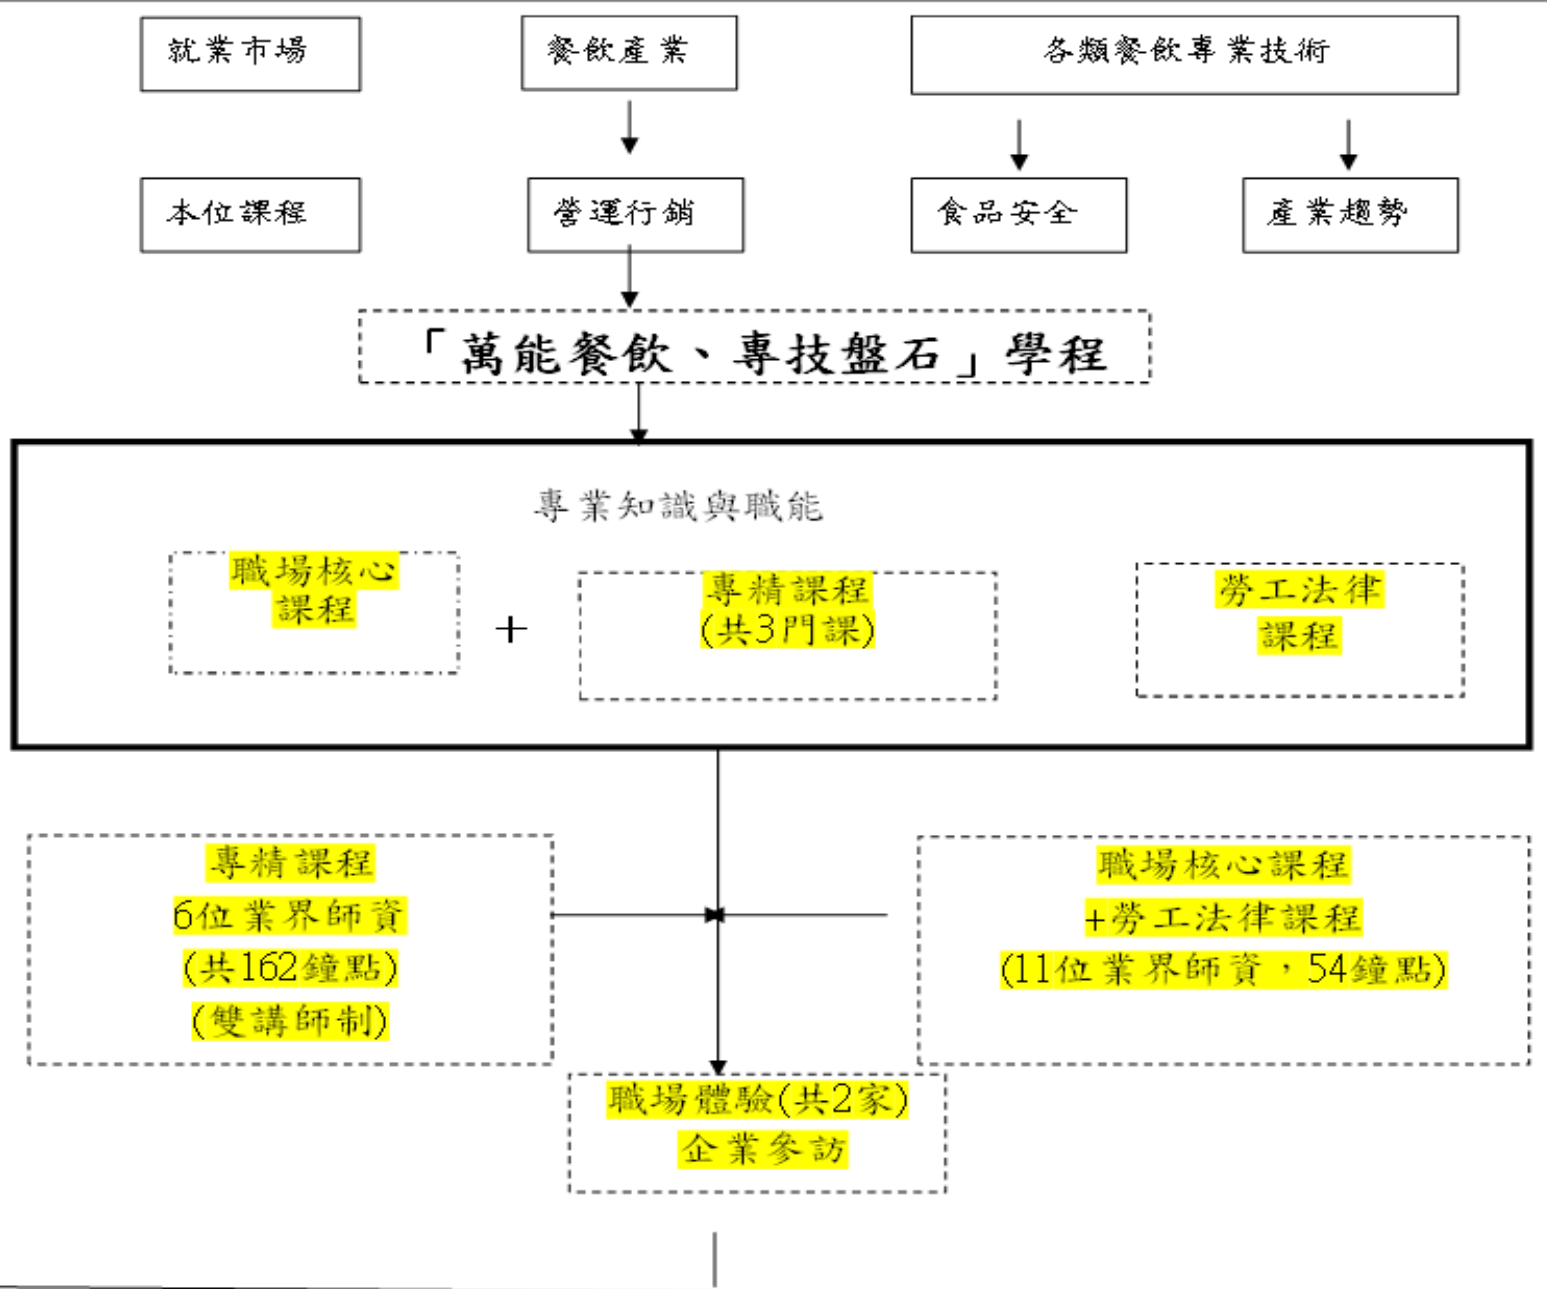 就業市場
餐飲產業
各類餐飲專業技術
本位課程
營運行銷
食品安全
產業趨勢
「萬能餐飲、專技盤石」學程
專業知識與職能
職場核心
課程
+
專精課程
(共3門課)
勞工法律
課程
專精課程
6位業界師資
(共162鐘點)
(雙講師制)
職場核心課程
+勞工法律課程
(11位業界師資，54鐘點)
職場體驗(共2家)
企業參訪